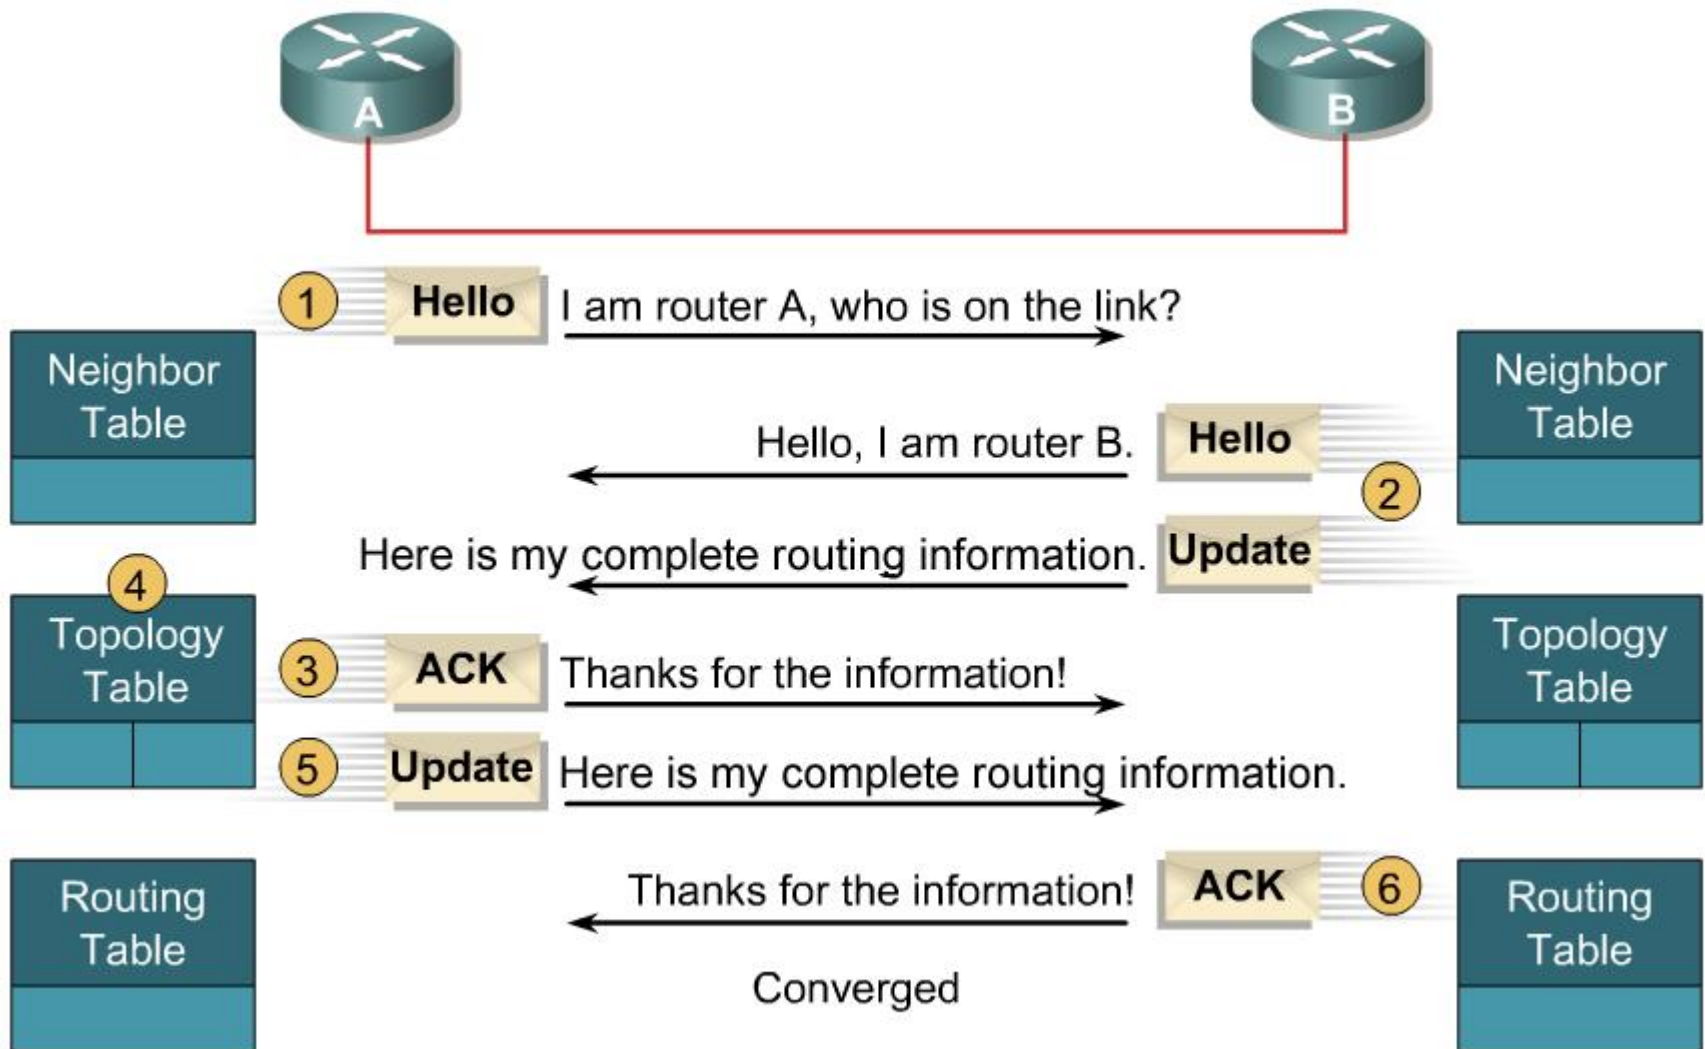 A
B
1
Hello
I am router A, who is on the link?
Neighbor
Table
Neighbor
Table
Hello, I am router B.
Hello
2
Here is my complete routing information.
Update
4
Topology
Table
Topology
Table
3
ACK
Thanks for the information!
5
Update
Here is my complete routing information.
Routing
Table
Thanks for the information!
ACK
6
Routing
Table
Converged